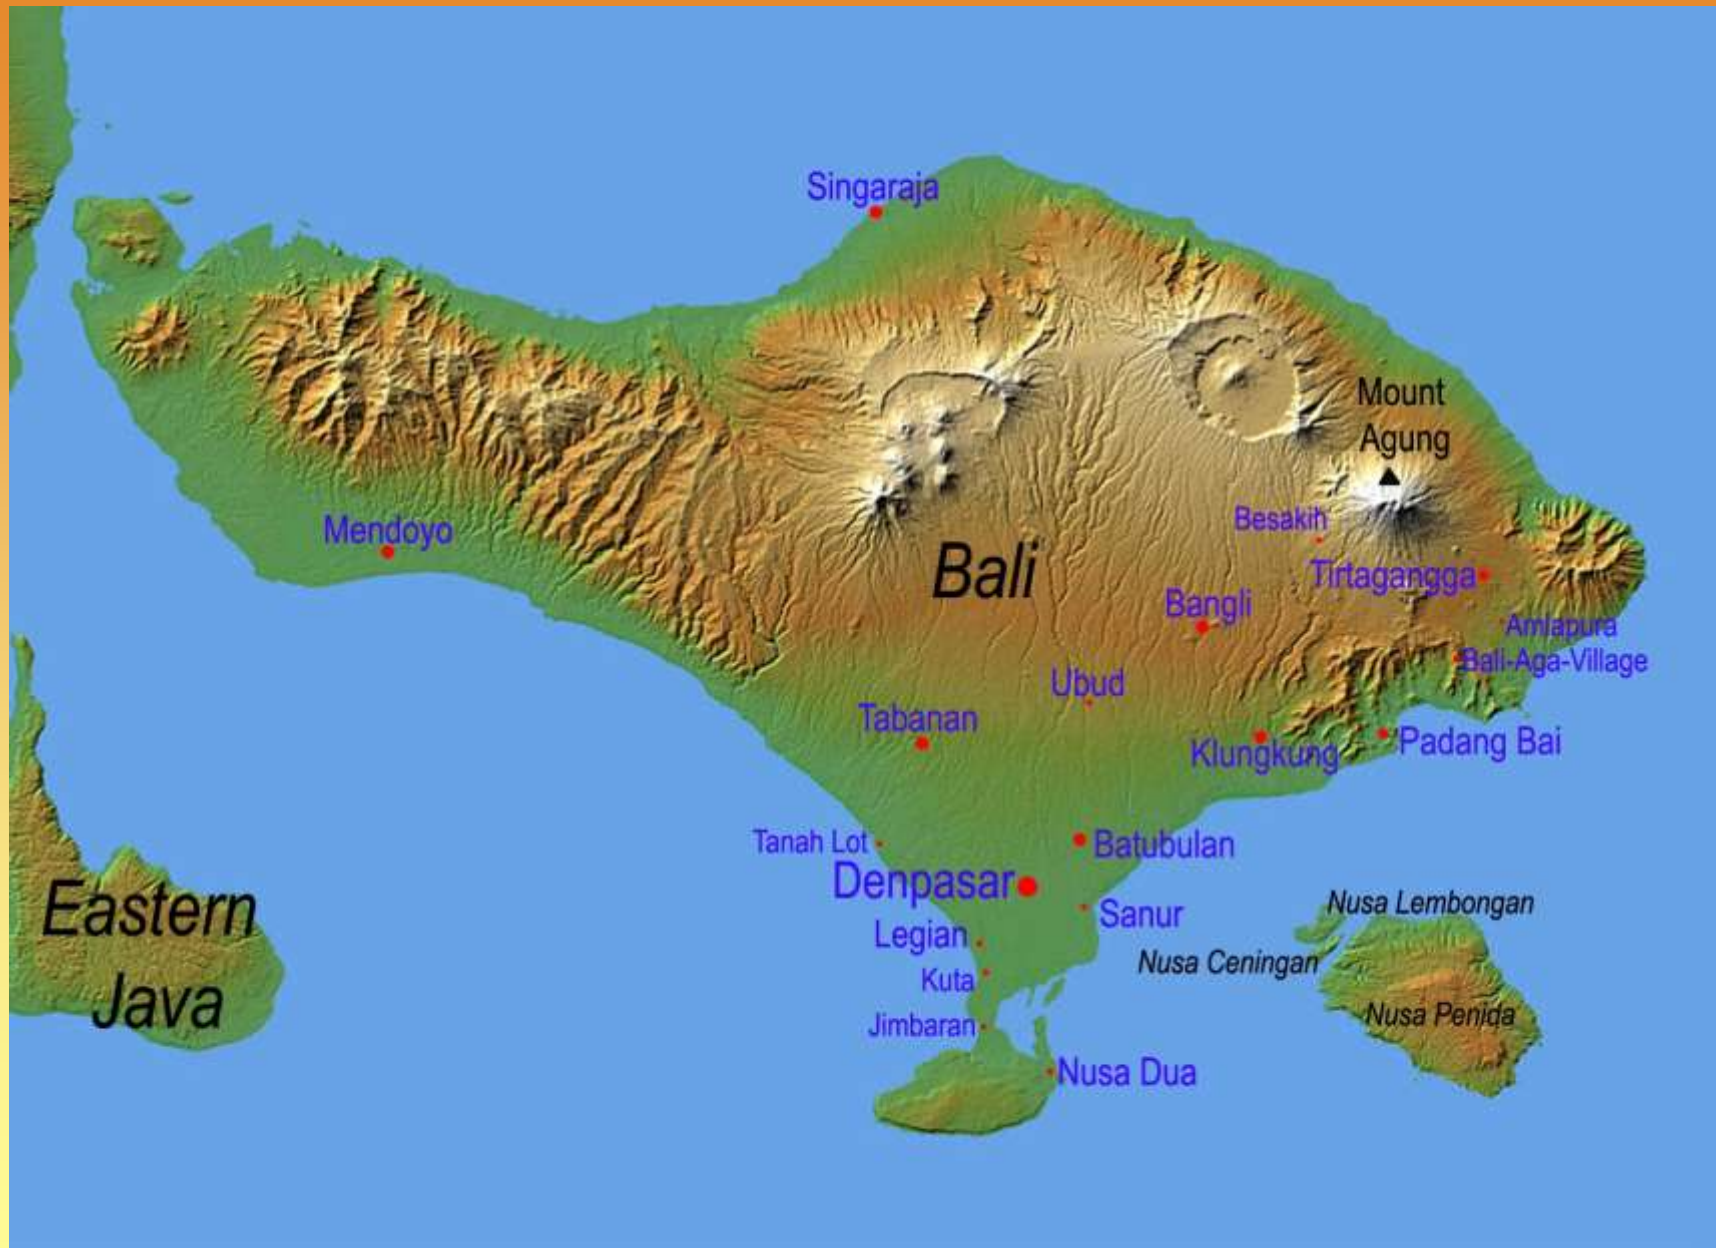 Singaraja
Mount
Agung
Besakih
Mendoyo
Bali
Tirtagangga
Bangli
Amlapura
Bali-Aga-Village
Ubud
Tabanan
Klungkung
Padang Bai
Tanah Lot
Batubulan
Denpasar
Eastern
Java
Nusa Lembongan
Sanur
Legian
Nusa Ceningan
Kuta
Nusa Penida
Jimbaran
Nusa Dua